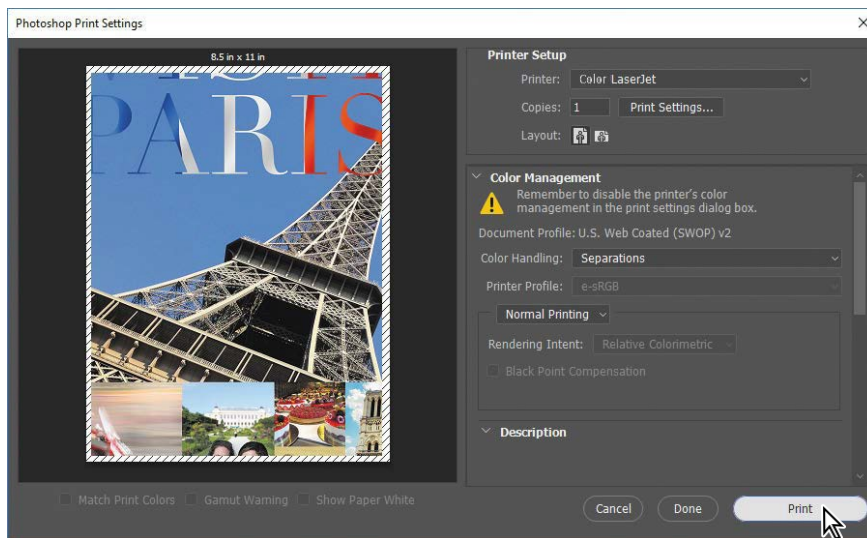 Photoshop Print Settings
8.5 in x 11 in
PARIS
Match Print Colors
Gamut Warning
Show Paper White
Printer Setup
Printer: Color LaserJet
Copies: 1 Print Settings...
Layout:
Color Management
Remember to disable the printer's color
management in the print settings dialog box.
Document Profile: U.S. Web Coated (SWOP) v2
Color Handling: Separations
Printer Profile: e-sRGB
Normal Printing
Rendering Intent: Relative Colorimetric
Black Point Compensation
Description
Cancel Done Print